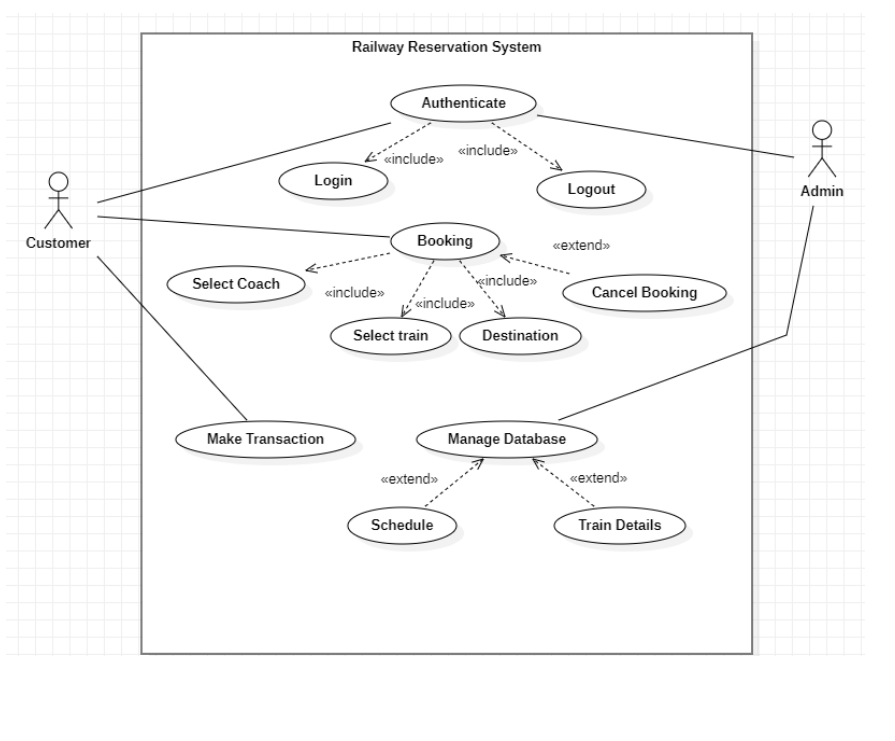 Railway Reservation System
Authenticate
«include»
«include»
Login
Logout
Admin
Customer
Booking
«extend»
Select Coach
«include»
«include»
«include»
Cancel Booking
Select train
Destination
Make Transaction
Manage Database
«extend»
«extend»
Schedule
Train Details